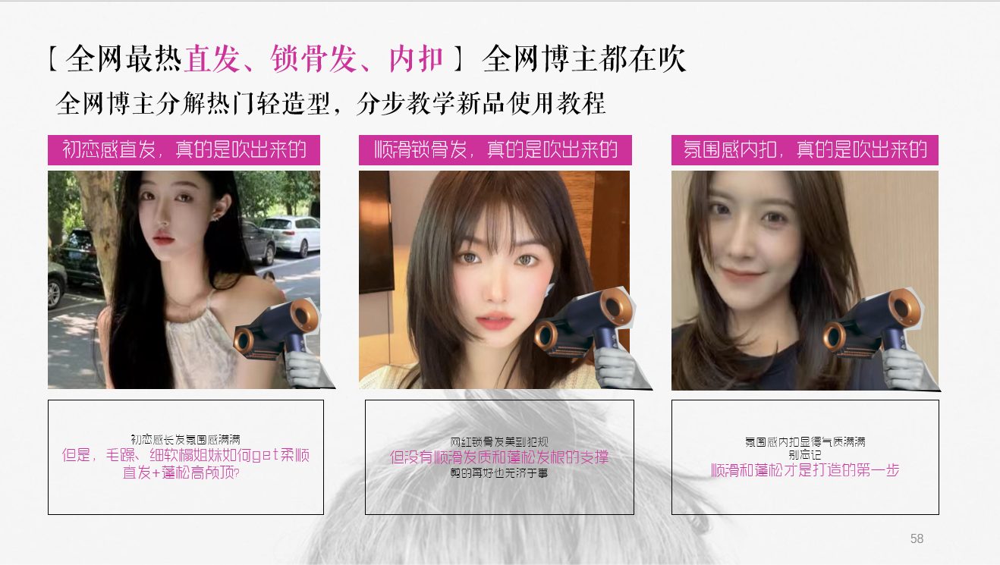 【全网最热直发、锁骨发、内扣】全网博主都在吹
全网博主分解热门轻造型，分步教学新品使用教程
初恋感直发，真的是吹出来的
顺滑锁骨发，真的是吹出来的
氛围感内扣，真的是吹出来的
初恋感长发氛围感满满
但是，毛躁、细软榻姐妹如何get柔顺
直发+蓬松高颅顶?
网红锁骨发美到犯规
但没有顺滑发质和蓬松发根的支撑
剪的再好也无济于事
氛围感内扣显得气质满满
别忘记
顺滑和蓬松才是打造的第一步
58